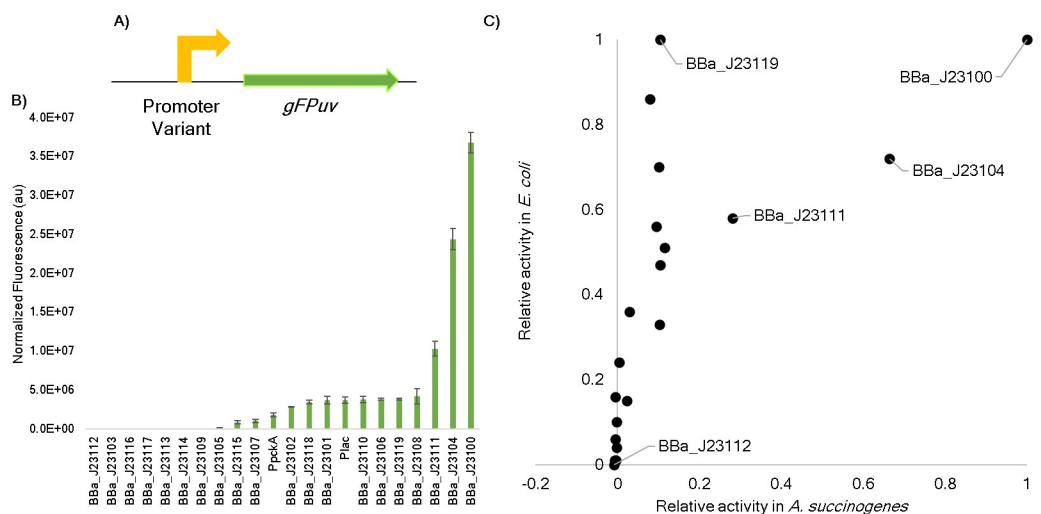 A)
Promoter
Variant
gFPuv
B)
Normalized Fluorescence (au)
4.0E+07
3.5E+07
3.0E+07
2.5E+07
2.0E+07
1.5E+07
1.0E+07
5.0E+06
0.0E+00
BBa_J23112
BBa_J23103
BBa_J23116
BBa_J23117
BBa_J23113
BBa_J23114
BBa_J23109
BBa_J23105
BBa_J23115
BBa_J23107
PpckA
BBa_J23102
BBa_J23118
BBa_J23101
Plac
BBa_J23110
BBa_J23106
BBa_J23119
BBa_J23108
BBa_J23111
BBa_J23104
BBa_J23100
C)
Relative activity in E. coli
1
0.8
0.6
0.4
0.2
0
BBa_J23119
BBa_J23100
BBa_J23104
BBa_J23111
BBa_J23112
-0.2
0
0.2
0.4
0.6
0.8
1
Relative activity in A. succinogenes